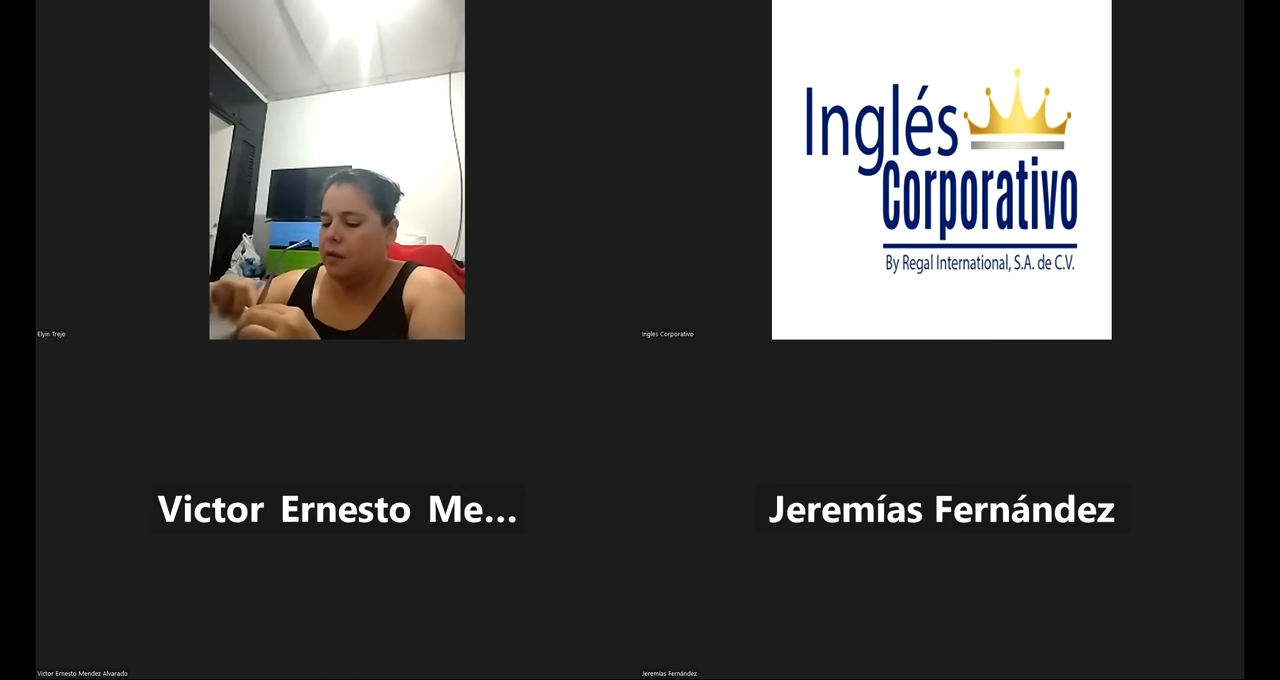 Inglés
Corporativo
By Regal International, S.A. de C.V.
Elyin Trejo
Ingles Corporativo
Victor Ernesto Me...
Jeremías Fernández
Victor Ernesto Mendez Alvarado
Jeremías Fernández